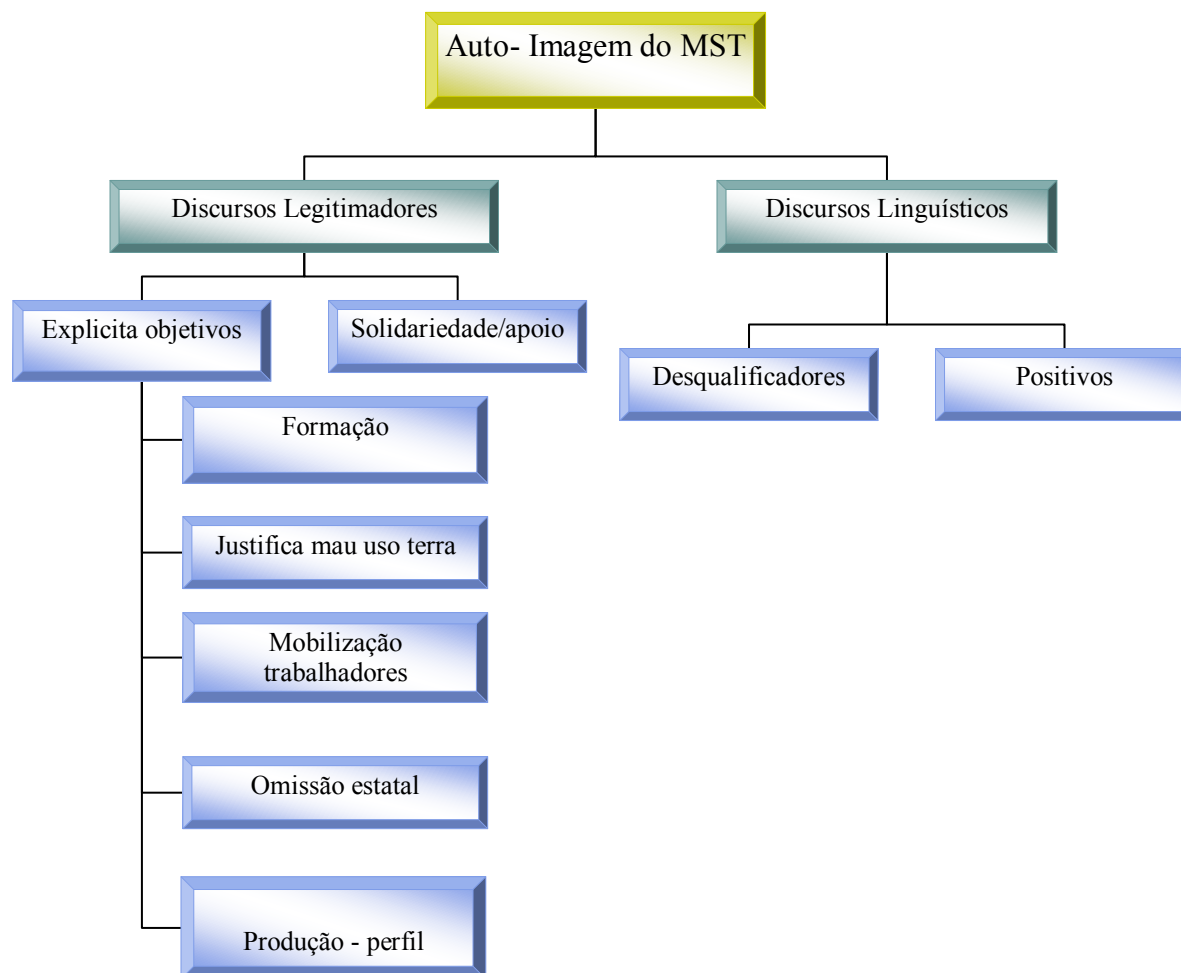 Auto- Imagem do MST
Discursos Legitimadores
Discursos Linguísticos
Explicita objetivos
Solidariedade/apoio
Desqualificadores
Positivos
Formação
Justifica mau uso terra
Mobilização
trabalhadores
Omissão estatal
Produção - perfil